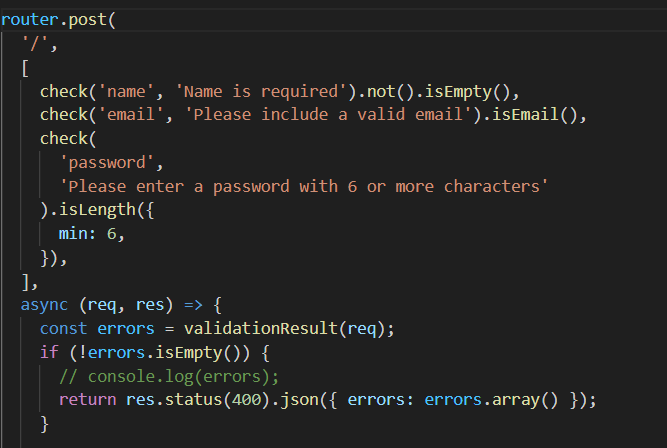 router.post(
  '/',
  [
    check('name', 'Name is required').not().isEmpty(),
    check('email', 'Please include a valid email').isEmail(),
    check(
      'password',
      'Please enter a password with 6 or more characters'
    ).isLength({
      min: 6,
    }),
  ],
  async (req, res) => {
    const errors = validationResult(req);
    if (!errors.isEmpty()) {
      // console.log(errors);
      return res.status(400).json({ errors: errors.array() });
    }